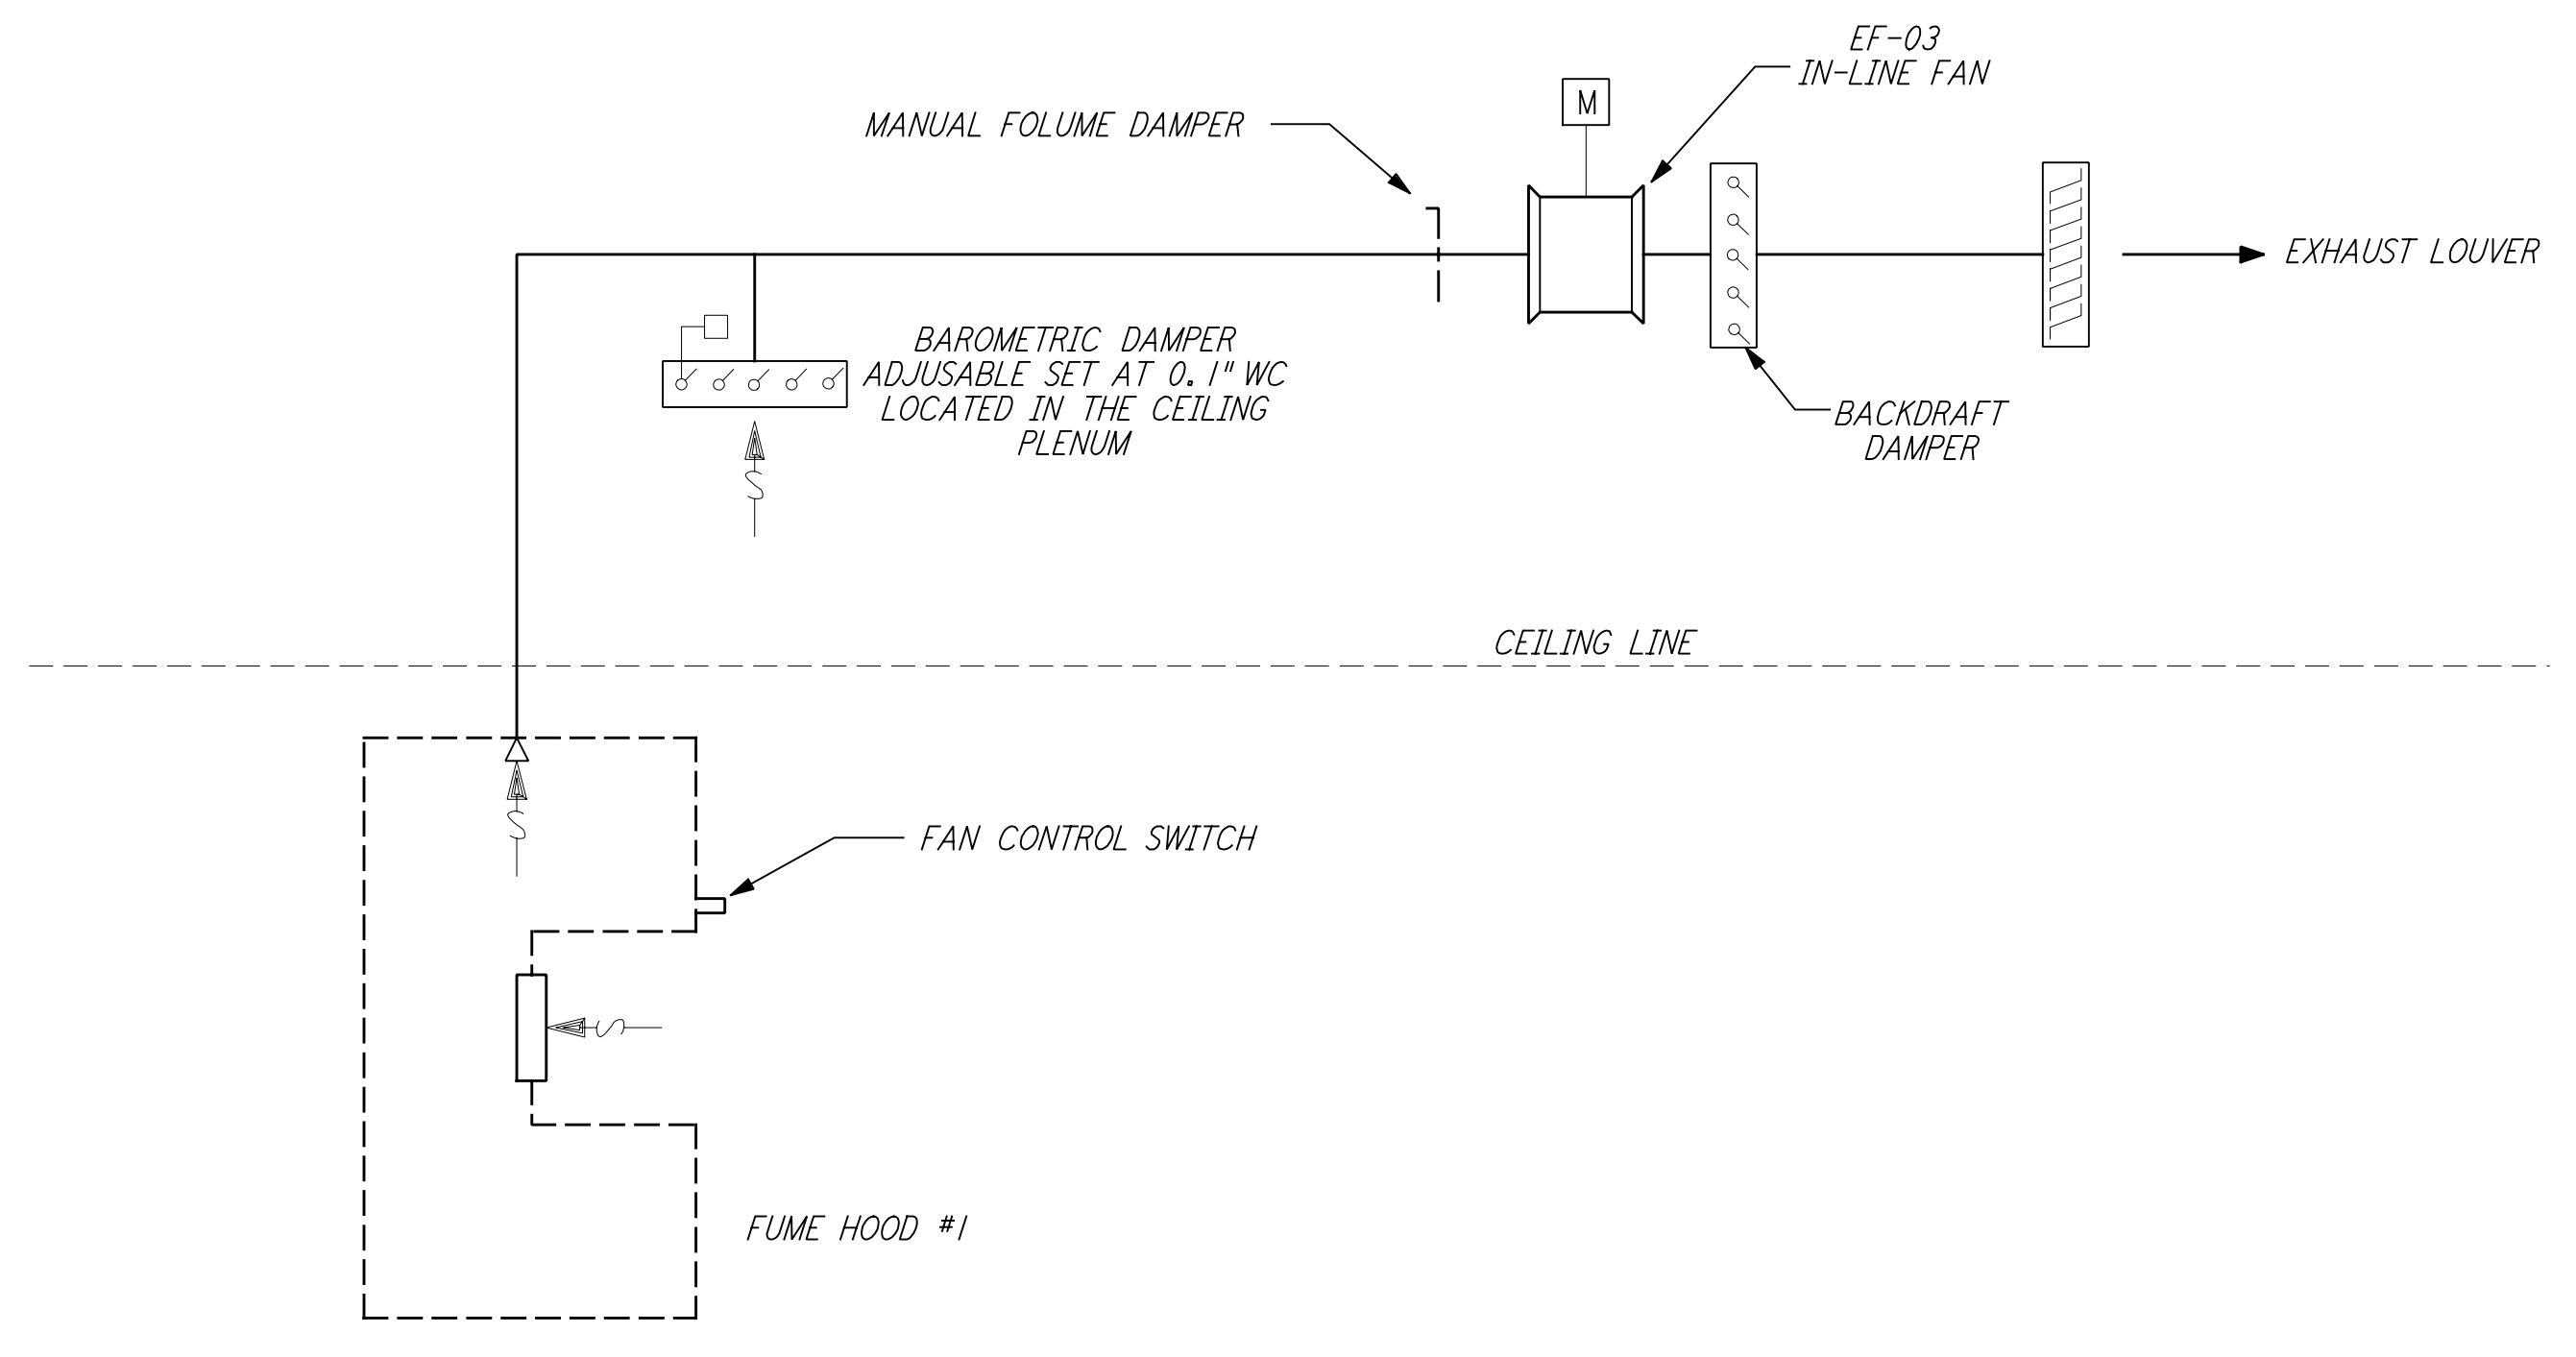 EF-03
IN-LINE FAN
M
MANUAL FOLUME DAMPER
EXHAUST LOUVER
BAROMETRIC DAMPER
ADJUSABLE SET AT 0.1" WC
LOCATED IN THE CEILING
PLENUM
BACKDRAFT
DAMPER
CEILING LINE
FAN CONTROL SWITCH
FUME HOOD #1